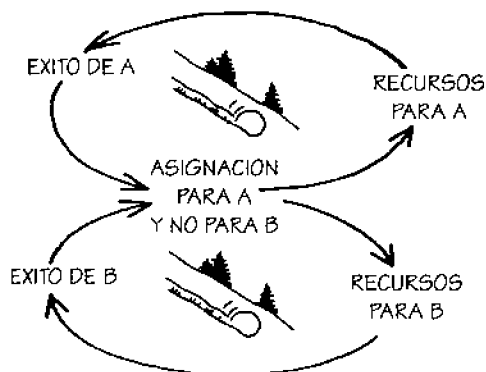 EXITO DE A
RECURSOS
PARA A
ASIGNACION
PARA A
Y NO PARA B
EXITO DE B
RECURSOS
PARA B